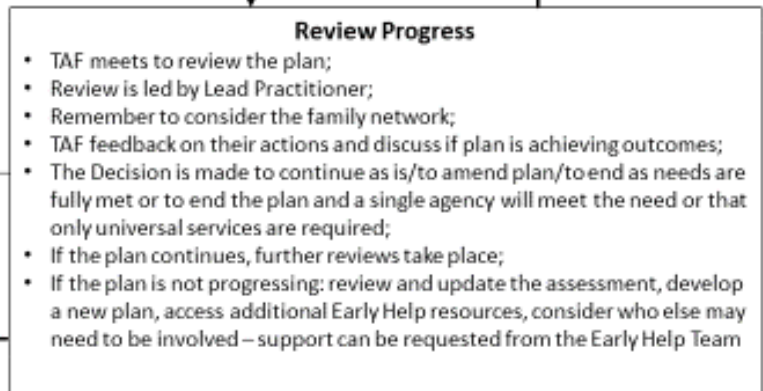 Review Progress
• TAF meets to review the plan;
• Review is led by Lead Practitioner;
• Remember to consider the family network;
• TAF feedback on their actions and discuss if plan is achieving outcomes;
• The Decision is made to continue as is/to amend plan/to end as needs are
fully met or to end the plan and a single agency will meet the need or that
only universal services are required;
• If the plan continues, further reviews take place;
• If the plan is not progressing: review and update the assessment, develop
a new plan, access additional Early Help resources, consider who else may
need to be involved – support can be requested from the Early Help Team